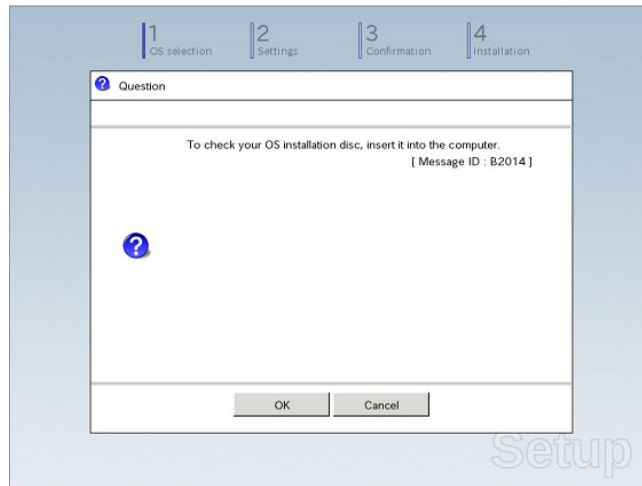 1
OS selection
2
Settings
3
Confirmation
4
Installation
Question
To check your OS installation disc, insert it into the computer.
[ Message ID : B2014 ]
OK
Cancel
Setup